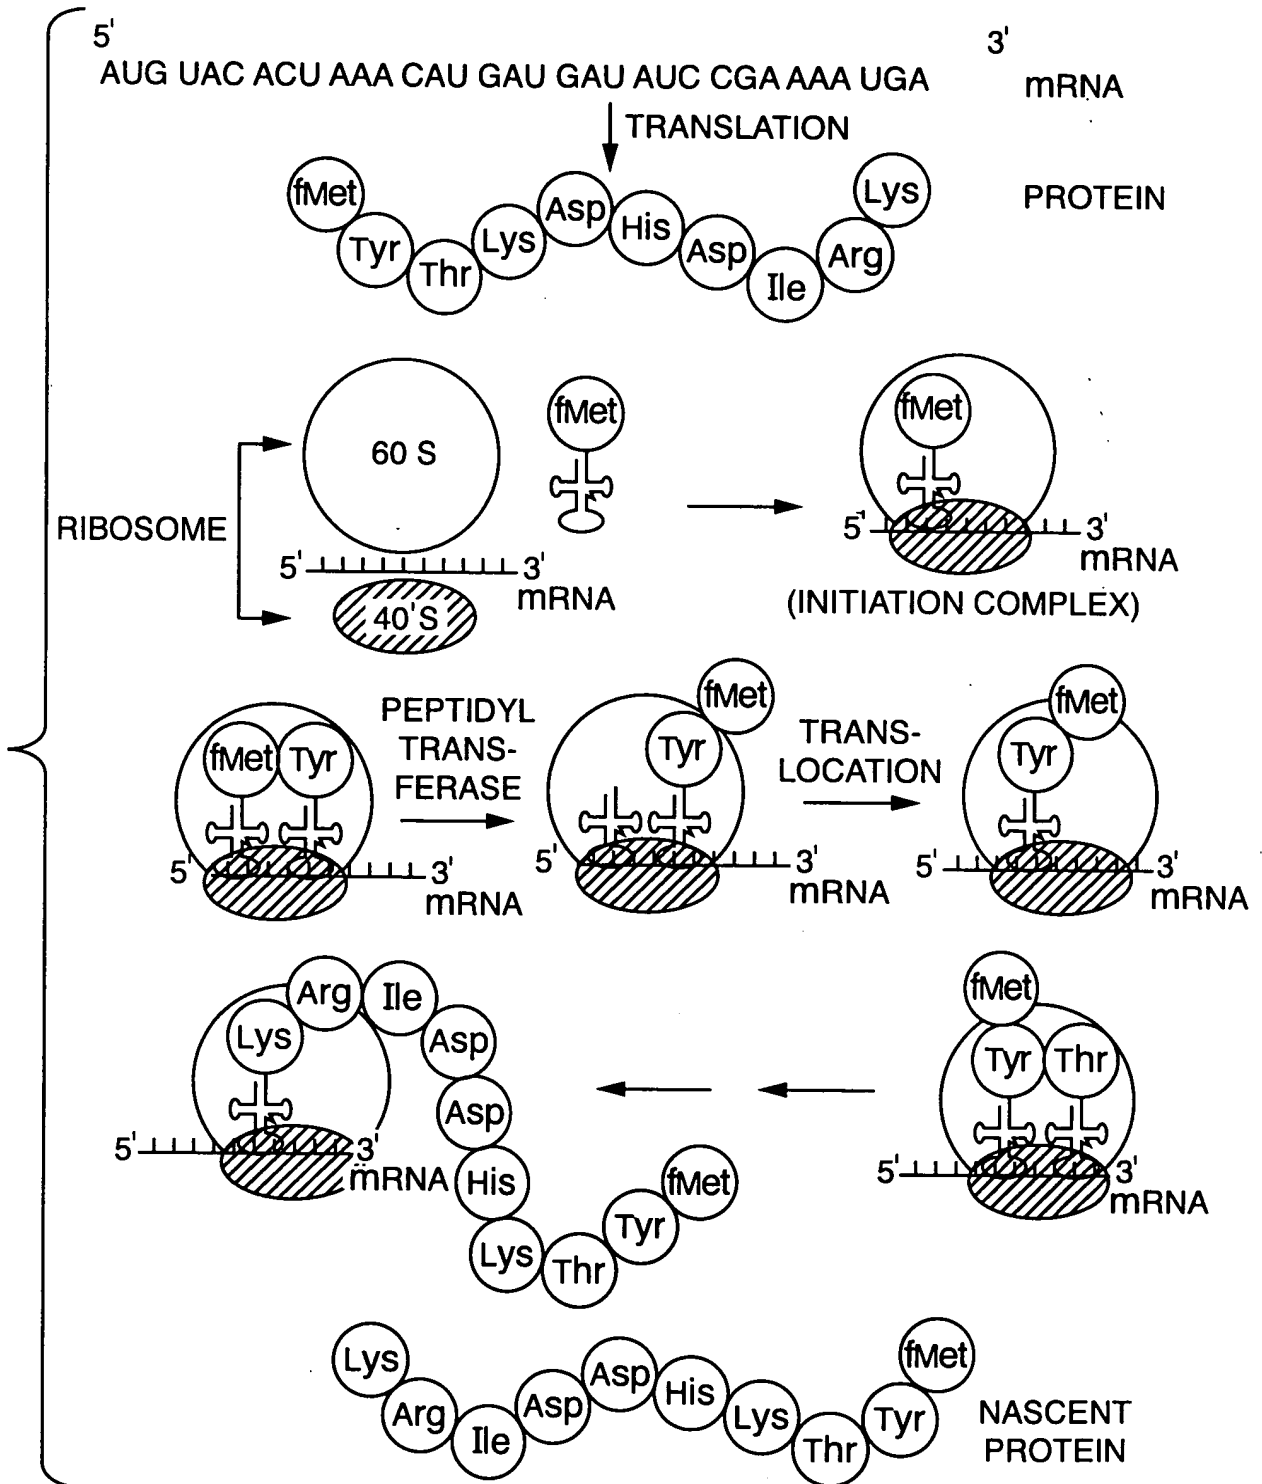 5'
3'
AUG UAC ACU AAA CAU GAU GAU AUC CGA AAA UGA
mRNA
TRANSLATION
fMet
Tyr
Thr
Lys
Asp
His
Asp
Ile
Arg
Lys
PROTEIN
RIBOSOME
60 S
5'
3'
mRNA
40'S
fMet
fMet
5'
3'
mRNA
(INITIATION COMPLEX)
fMet
Tyr
5'
3'
mRNA
PEPTIDYL
TRANS-
FERASE
fMet
Tyr
5'
3'
mRNA
TRANS-
LOCATION
fMet
Tyr
5'
3'
mRNA
fMet
Tyr
Thr
5'
3'
mRNA
Lys
Arg
Ile
Asp
Asp
His
Lys
Thr
Tyr
fMet
5'
3'
mRNA
Lys
Arg
Ile
Asp
Asp
His
Lys
Thr
Tyr
fMet
NASCENT
PROTEIN